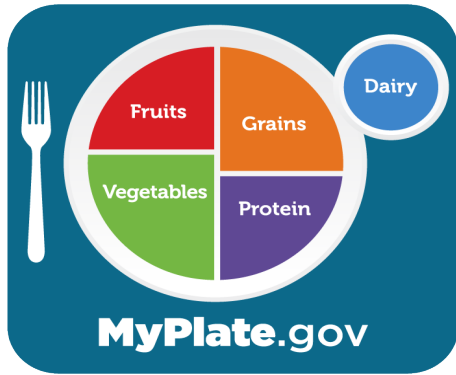 Dairy
Fruits
Grains
Vegetables
Protein
MyPlate.gov